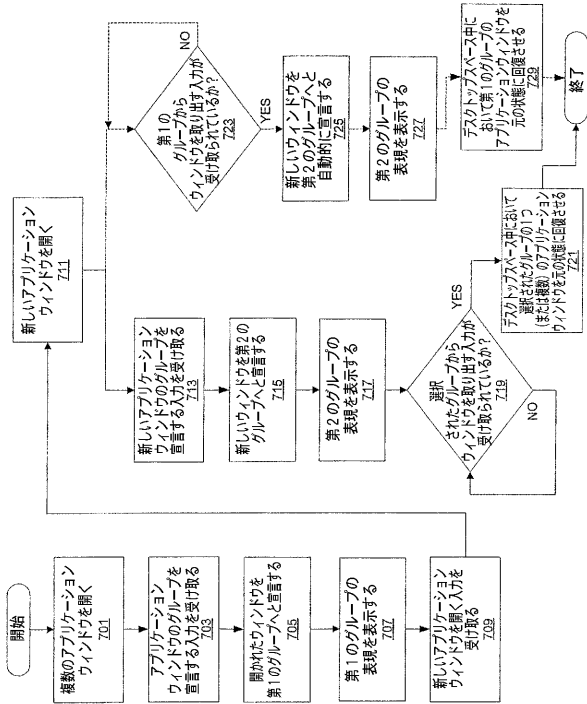 開始
複数のアプリケーション
ウィンドウを開く
701
アプリケーション
ウィンドウのグループを
宣言する入力を受け取る
703
開かれたウィンドウを
第1のグループへと宣言する
705
第1のグループの
表現を表示する
707
新しいアプリケーション
ウィンドウを開く入力を
受け取る
709
新しいアプリケーション
ウィンドウを開く
711
新しいアプリケーション
ウィンドウのグループを
宣言する入力を受け取る
713
新しいウィンドウを第2の
グループへと宣言する
715
第2のグループの
表現を表示する
717
選択
されたグループから
ウィンドウを取り出す入力が
受け取られているか?
719
NO
YES
デスクトップスペース中において
選択されたグループの1つ
(または複数)のアプリケーション
ウィンドウを元の状態に回復させる
721
第1の
グループから
ウィンドウを取り出す入力が
受け取られているか?
723
NO
YES
新しいウィンドウを
第2のグループへと
自動的に宣言する
725
第2のグループの
表現を表示する
727
デスクトップスペース中に
おいて第1のグループの
アプリケーションウィンドウを
元の状態に回復させる
729
終了